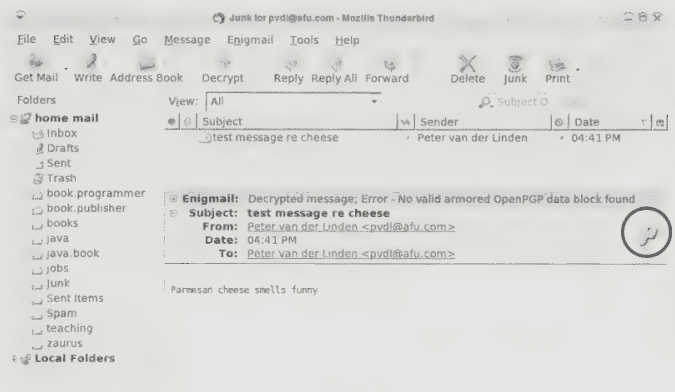 Junk for pvdl@afu.com - Mozilla Thunderbird
File Edit View Go Message Enigmail Tools Help
Get Mail Write Address Book Decrypt Reply Reply All Forward Delete Junk Print
Folders
View: All Subject O
Subject Sender Date
home mail
test message re cheese Peter van der Linden 04:41 PM
Inbox
Drafts
Sent
Trash
book.programmer
book.publisher
books
java
java.book
jobs
Junk
Sent Items
Spam
teaching
zaurus
Local Folders
Enigmail: Decrypted message; Error - No valid armored OpenPGP data block found
Subject: test message re cheese
From: Peter van der Linden <pvdl@afu.com>
Date: 04:41 PM
To: Peter van der Linden <pvdl@afu.com>
Parmesan cheese smells funny